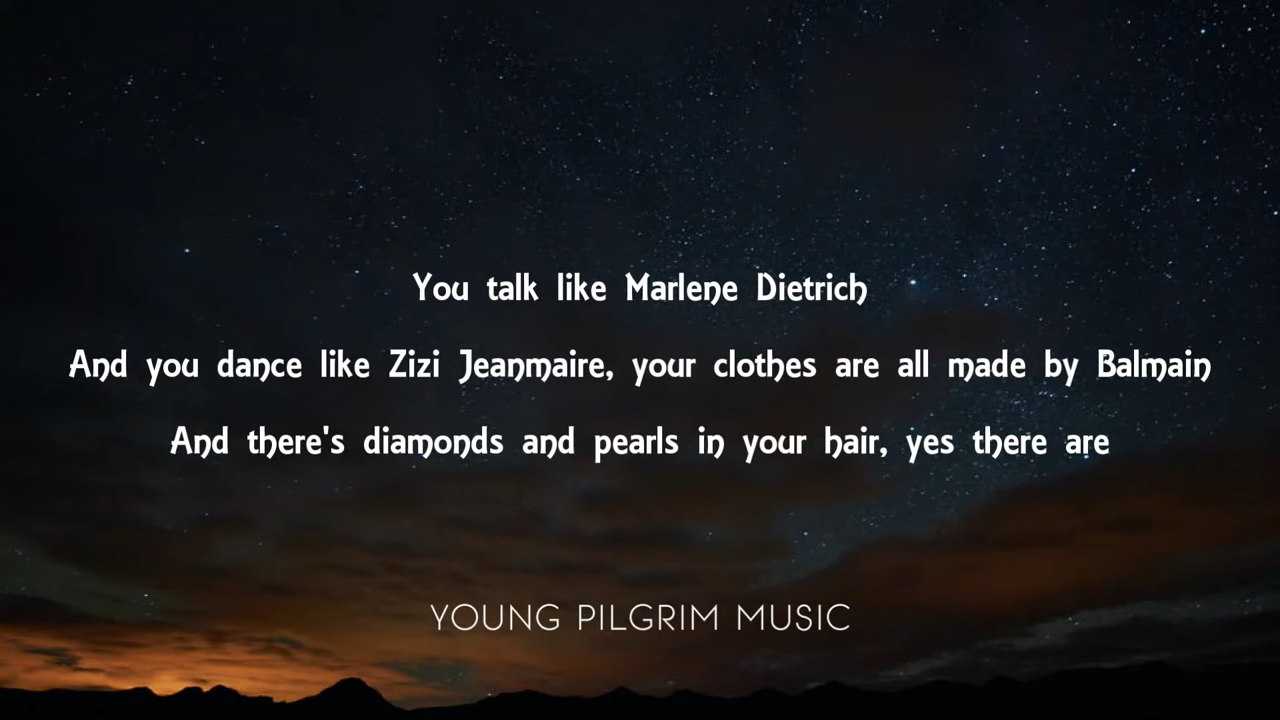 You talk like Marlene Dietrich
And you dance like Zizi Jeanmaire, your clothes are all made by Balmain
And there's diamonds and pearls in your hair, yes there are
YOUNG PILGRIM MUSIC